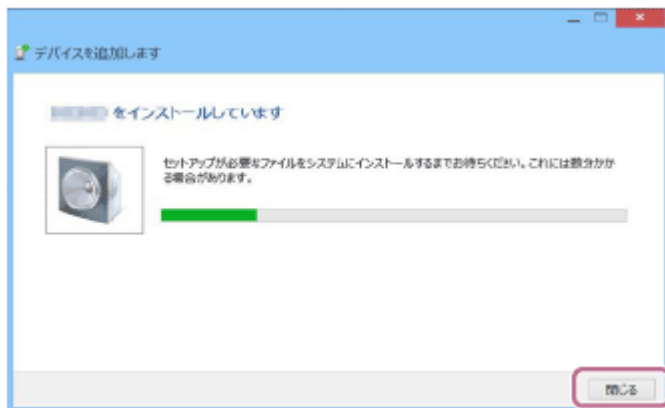 デバイスを追加します
をインストールしています
セットアップが必要なファイルをシステムにインストールするまでお待ちください。これには数分かか
る場合があります。
閉じる